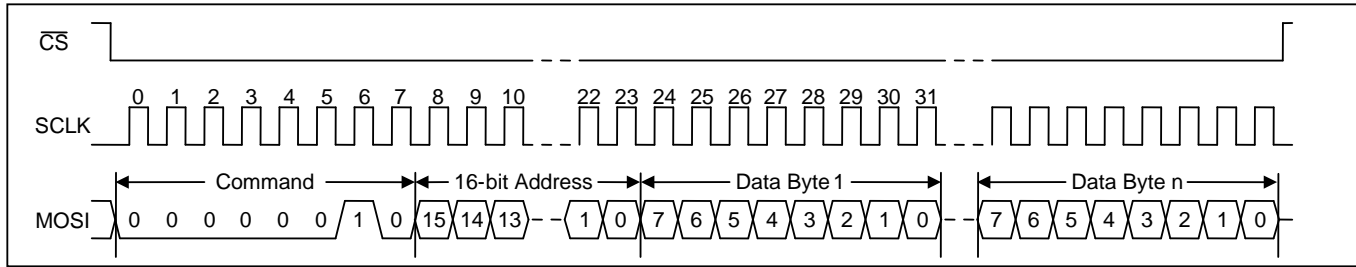 CS
0 1 2 3 4 5 6 7 8 9 10 22 23 24 25 26 27 28 29 30 31
SCLK
Command 16-bit Address Data Byte 1 Data Byte n
MOSI 0 0 0 0 0 0 1 0 15 14 13 1 0 7 6 5 4 3 2 1 0 7 6 5 4 3 2 1 0